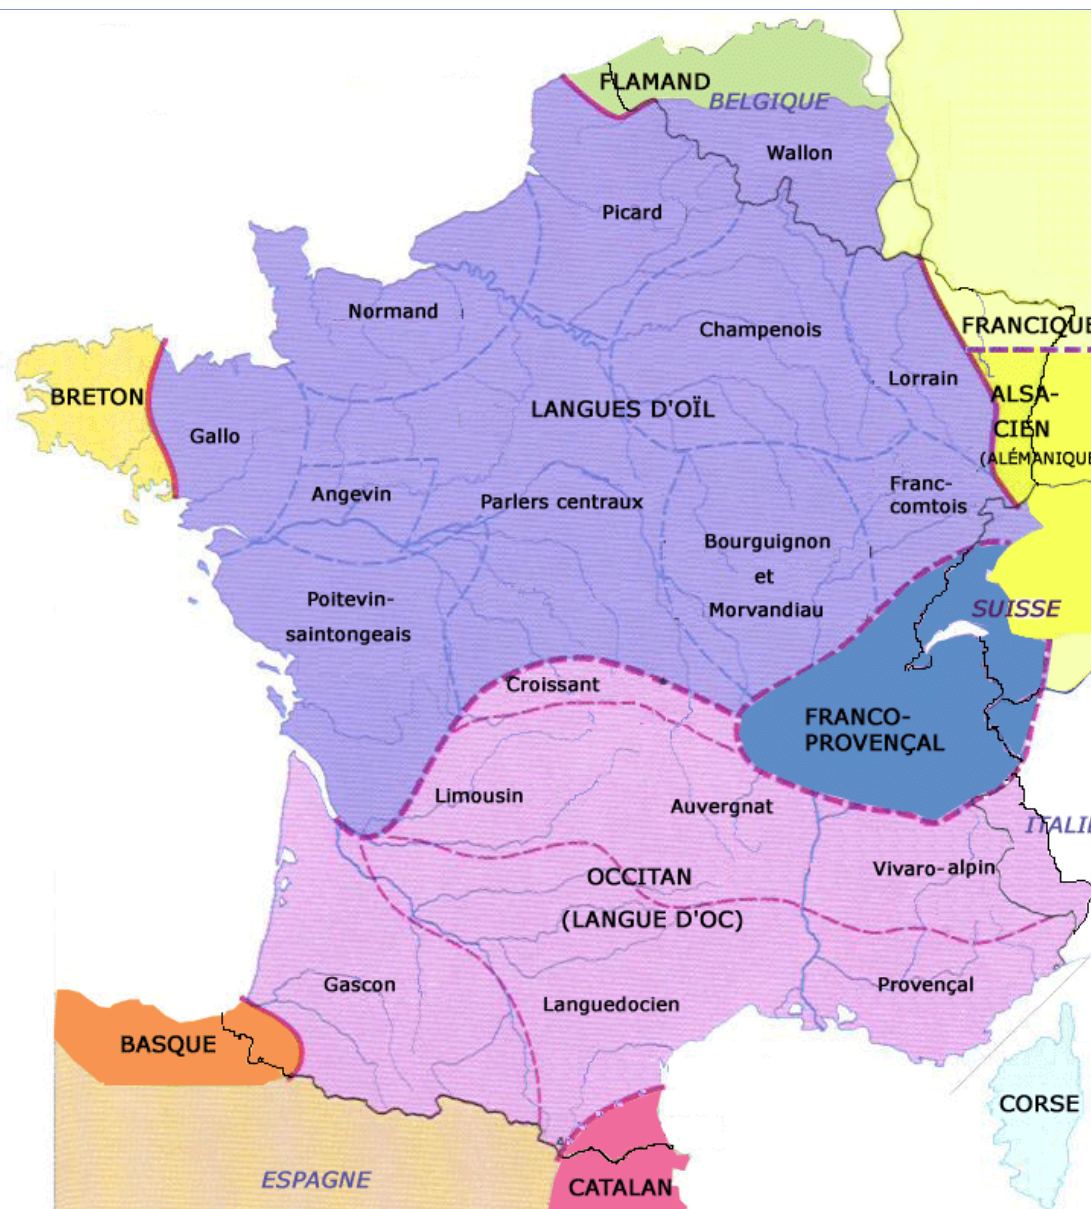 FLAMAND
BELGIQUE
Wallon
Picard
Normand
Champenois
FRANCIQUE
Lorrain
BRETON
ALSA-
CIEN
(ALÉMANIQUE
LANGUES D'OÏL
Gallo
Angevin
Parlers centraux
Franc-
comtois
Bourguignon
et
Morvandiau
Poitevin-
saintongeais
SUISSE
Croissant
FRANCO-
PROVENÇAL
Limousin
Auvergnat
ITALIE
Vivaro-alpin
OCCITAN
(LANGUE D'OC)
Gascon
Languedocien
Provençal
BASQUE
CORSE
ESPAGNE
CATALAN